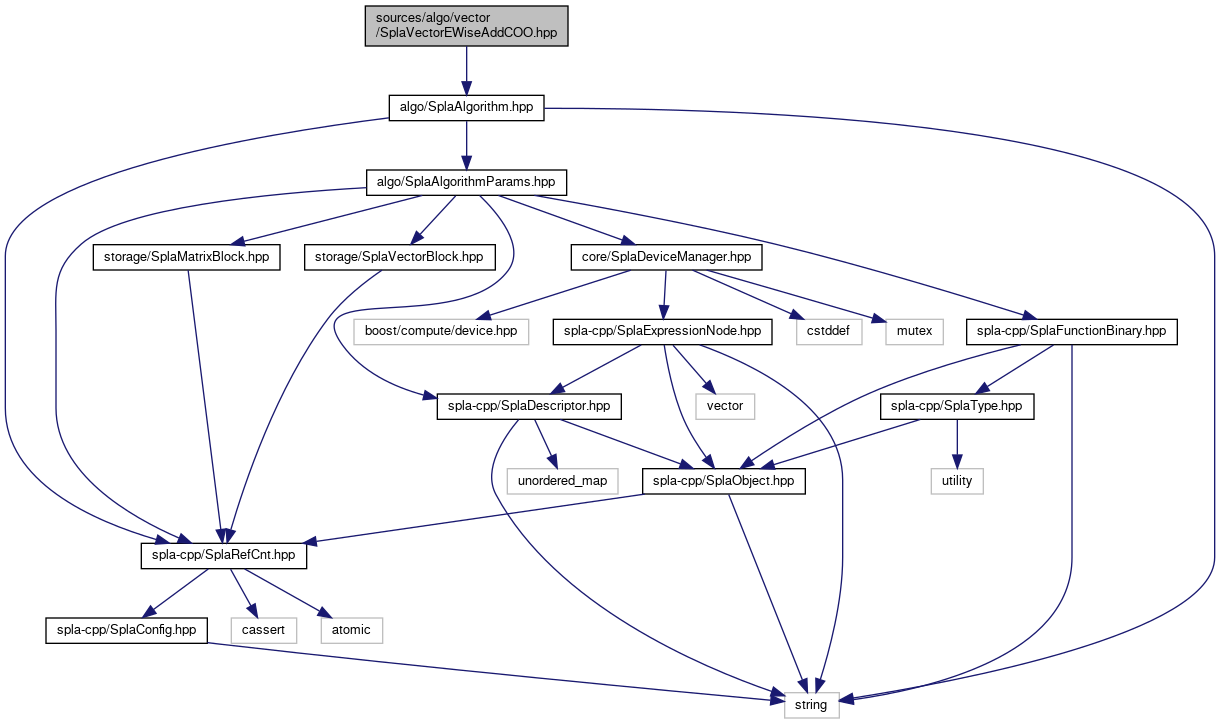 sources/algo/vector
/SplaVectorEWiseAddCOO.hpp
algo/SplaAlgorithm.hpp
algo/SplaAlgorithmParams.hpp
storage/SplaMatrixBlock.hpp
storage/SplaVectorBlock.hpp
core/SplaDeviceManager.hpp
boost/compute/device.hpp
spla-cpp/SplaExpressionNode.hpp
cstddef
mutex
spla-cpp/SplaFunctionBinary.hpp
spla-cpp/SplaDescriptor.hpp
vector
spla-cpp/SplaType.hpp
unordered_map
spla-cpp/SplaObject.hpp
utility
spla-cpp/SplaRefCnt.hpp
spla-cpp/SplaConfig.hpp
cassert
atomic
string